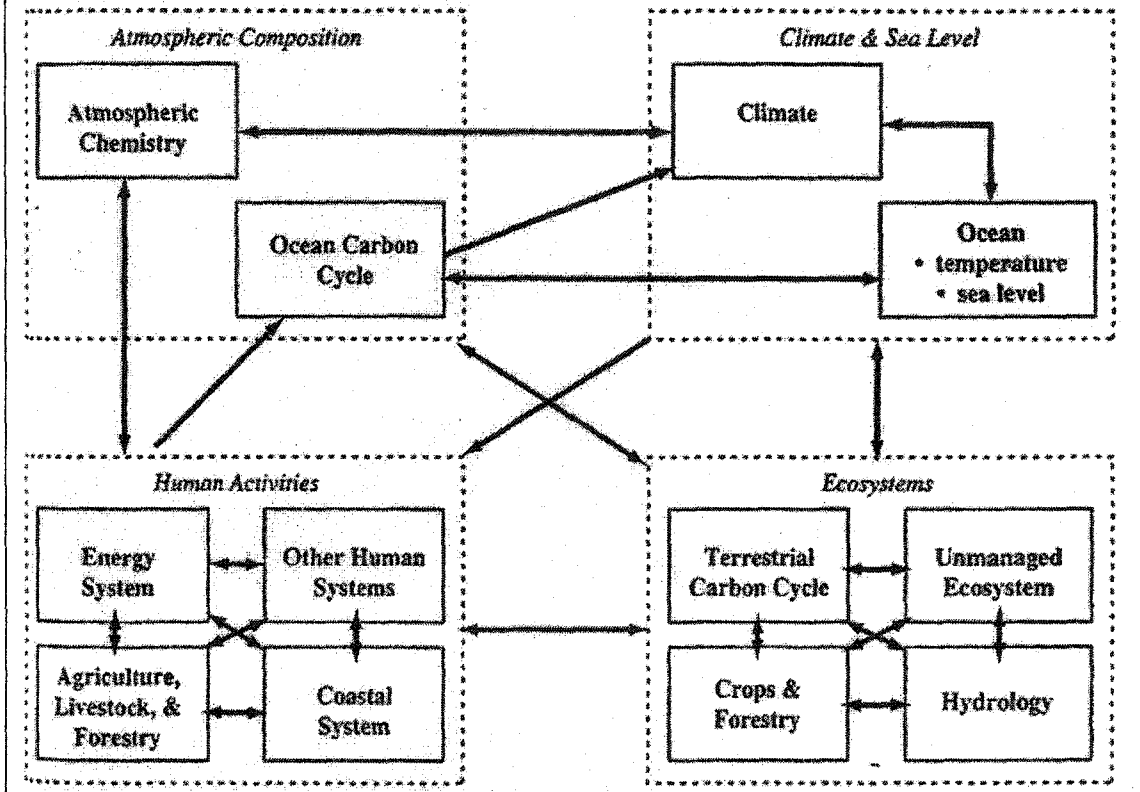 Atmospheric Composition
Atmospheric
Chemistry
Ocean Carbon
Cycle
Climate & Sea Level
Climate
Ocean
• temperature
• sea level
Human Activities
Energy
System
Other Human
Systems
Agriculture,
Livestock, &
Forestry
Coastal
System
Ecosystems
Terrestrial
Carbon Cycle
Unmanaged
Ecosystem
Crops &
Forestry
Hydrology